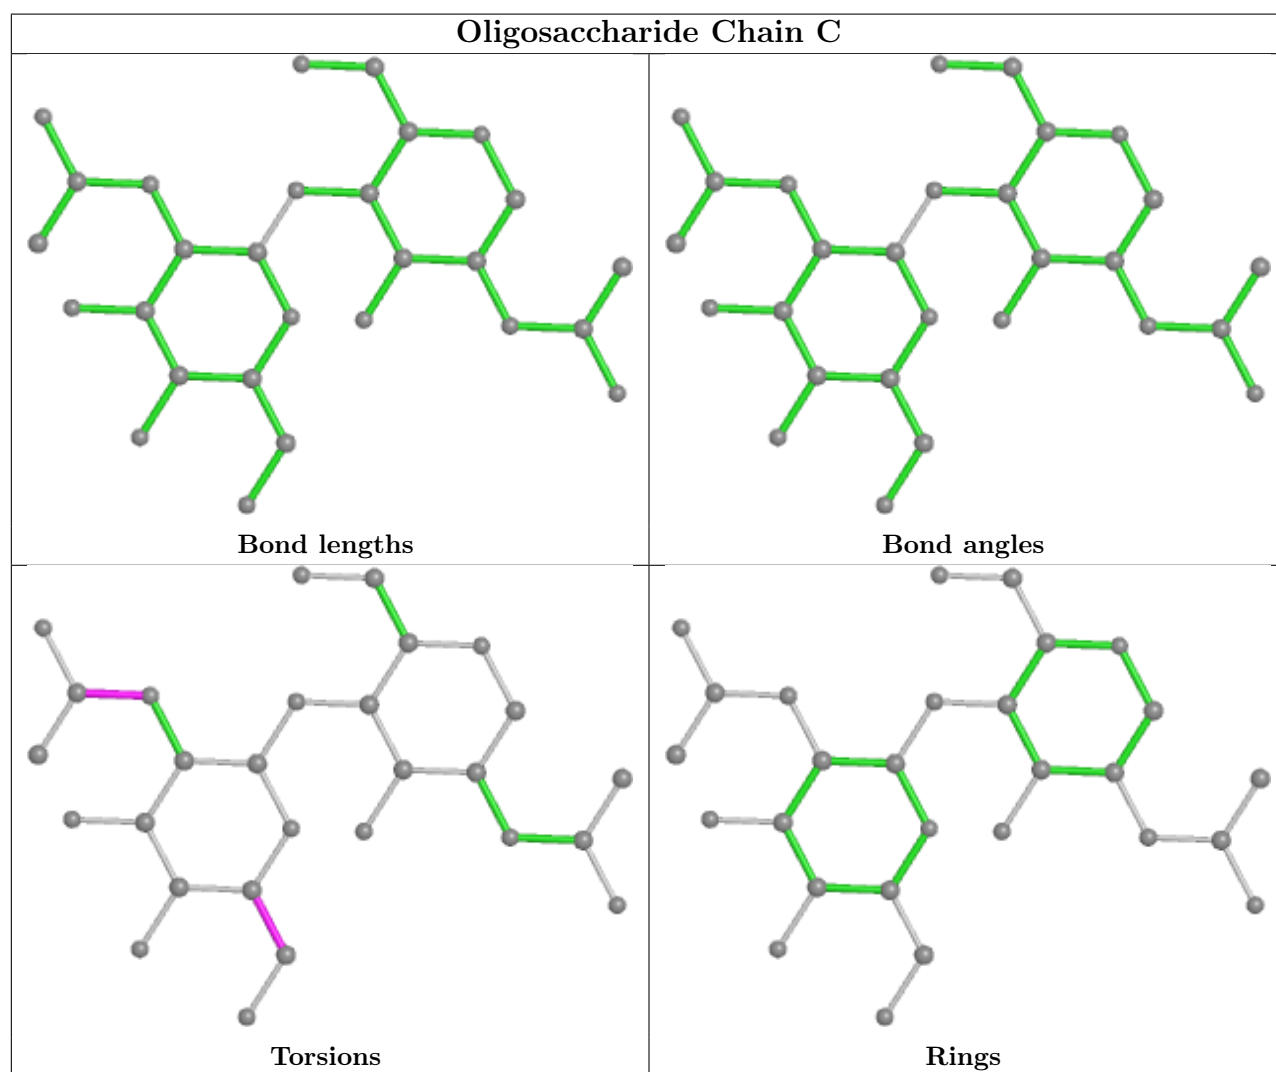 Oligosaccharide Chain C
Bond lengths
Bond angles
Torsions
Rings